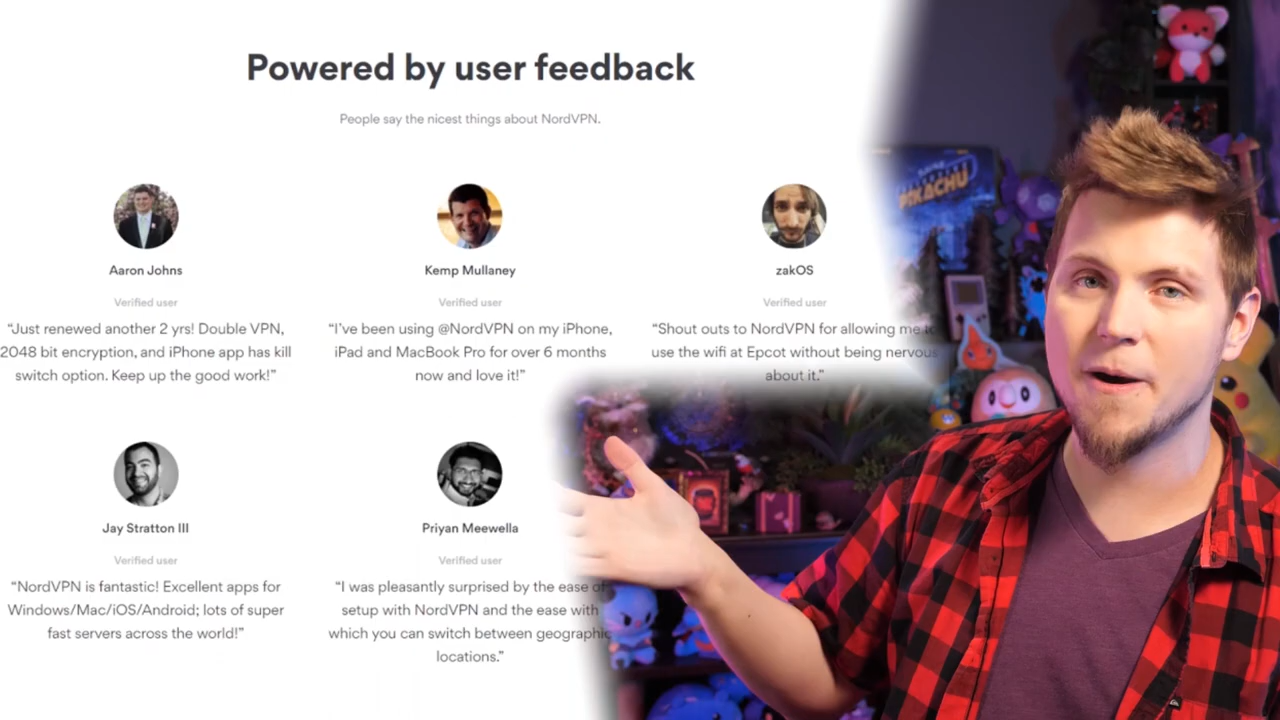 Powered by user feedback
People say the nicest things about NordVPN.
Aaron Johns
Verified user
“Just renewed another 2 yrs! Double VPN,
2048 bit encryption, and iPhone app has kill
switch option. Keep up the good work!”
Kemp Mullaney
Verified user
“I’ve been using @NordVPN on my iPhone,
iPad and MacBook Pro for over 6 months
now and love it!”
zakOS
Verified user
“Shout outs to NordVPN for allowing me to
use the wifi at Epcot without being nervous
about it.”
Jay Stratton III
Verified user
“NordVPN is fantastic! Excellent apps for
Windows/Mac/iOS/Android; lots of super
fast servers across the world!”
Priyan Meewella
Verified user
“I was pleasantly surprised by the ease of
setup with NordVPN and the ease with
which you can switch between geographic
locations.”
PIKACHU